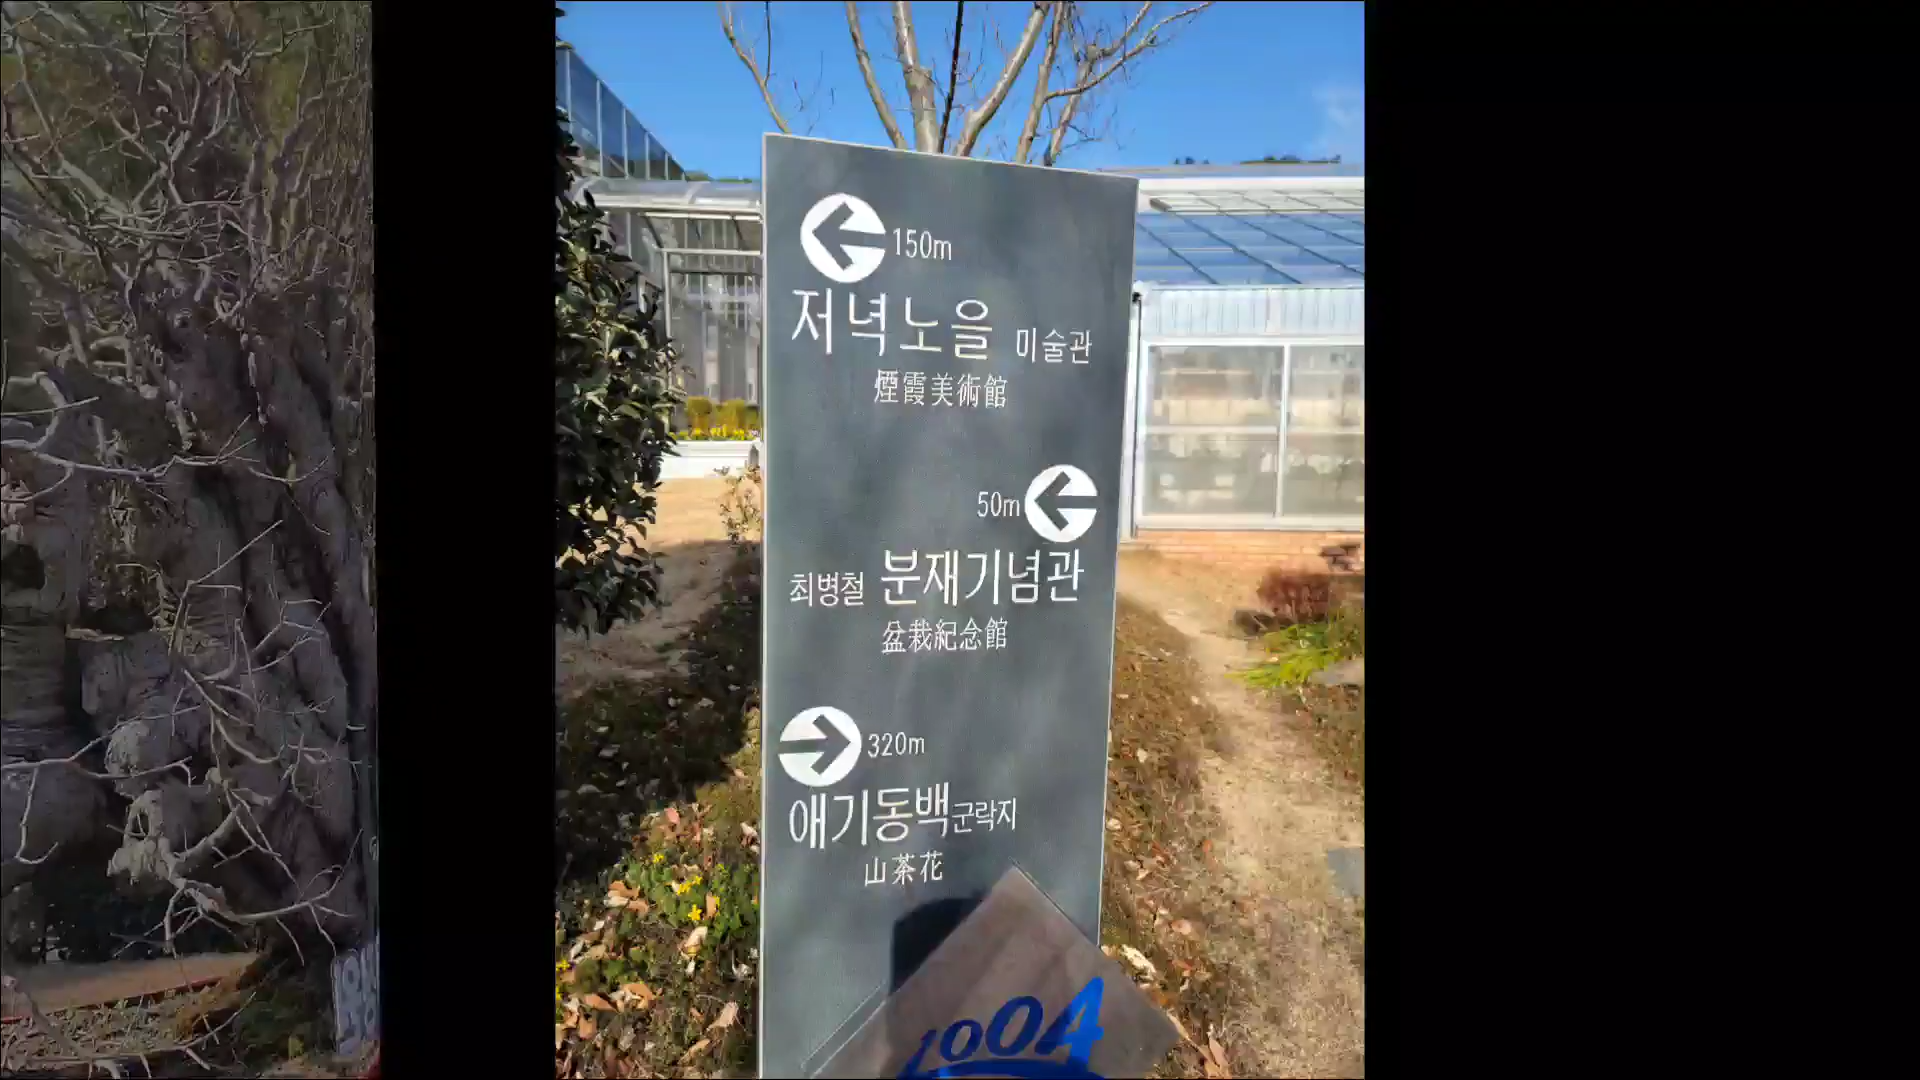 150m
저녁노을 미술관
煙霞美術館
50m
최병철 분재기념관
盆栽紀念館
320m
애기동백군락지
山茶花
1004